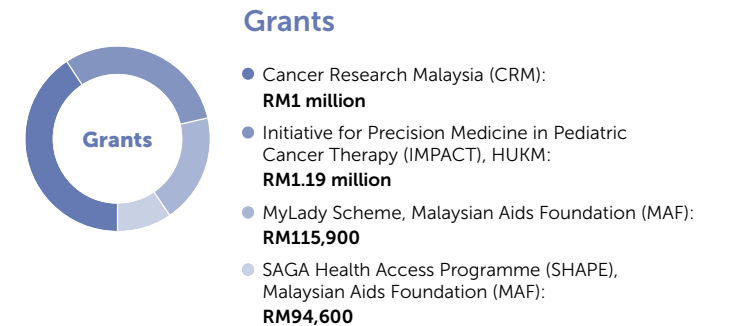 Grants
Grants
Cancer Research Malaysia (CRM):
RM1 million
Initiative for Precision Medicine in Pediatric
Cancer Therapy (IMPACT), HUKM:
RM1.19 million
MyLady Scheme, Malaysian Aids Foundation (MAF):
RM115,900
SAGA Health Access Programme (SHAPE),
Malaysian Aids Foundation (MAF):
RM94,600